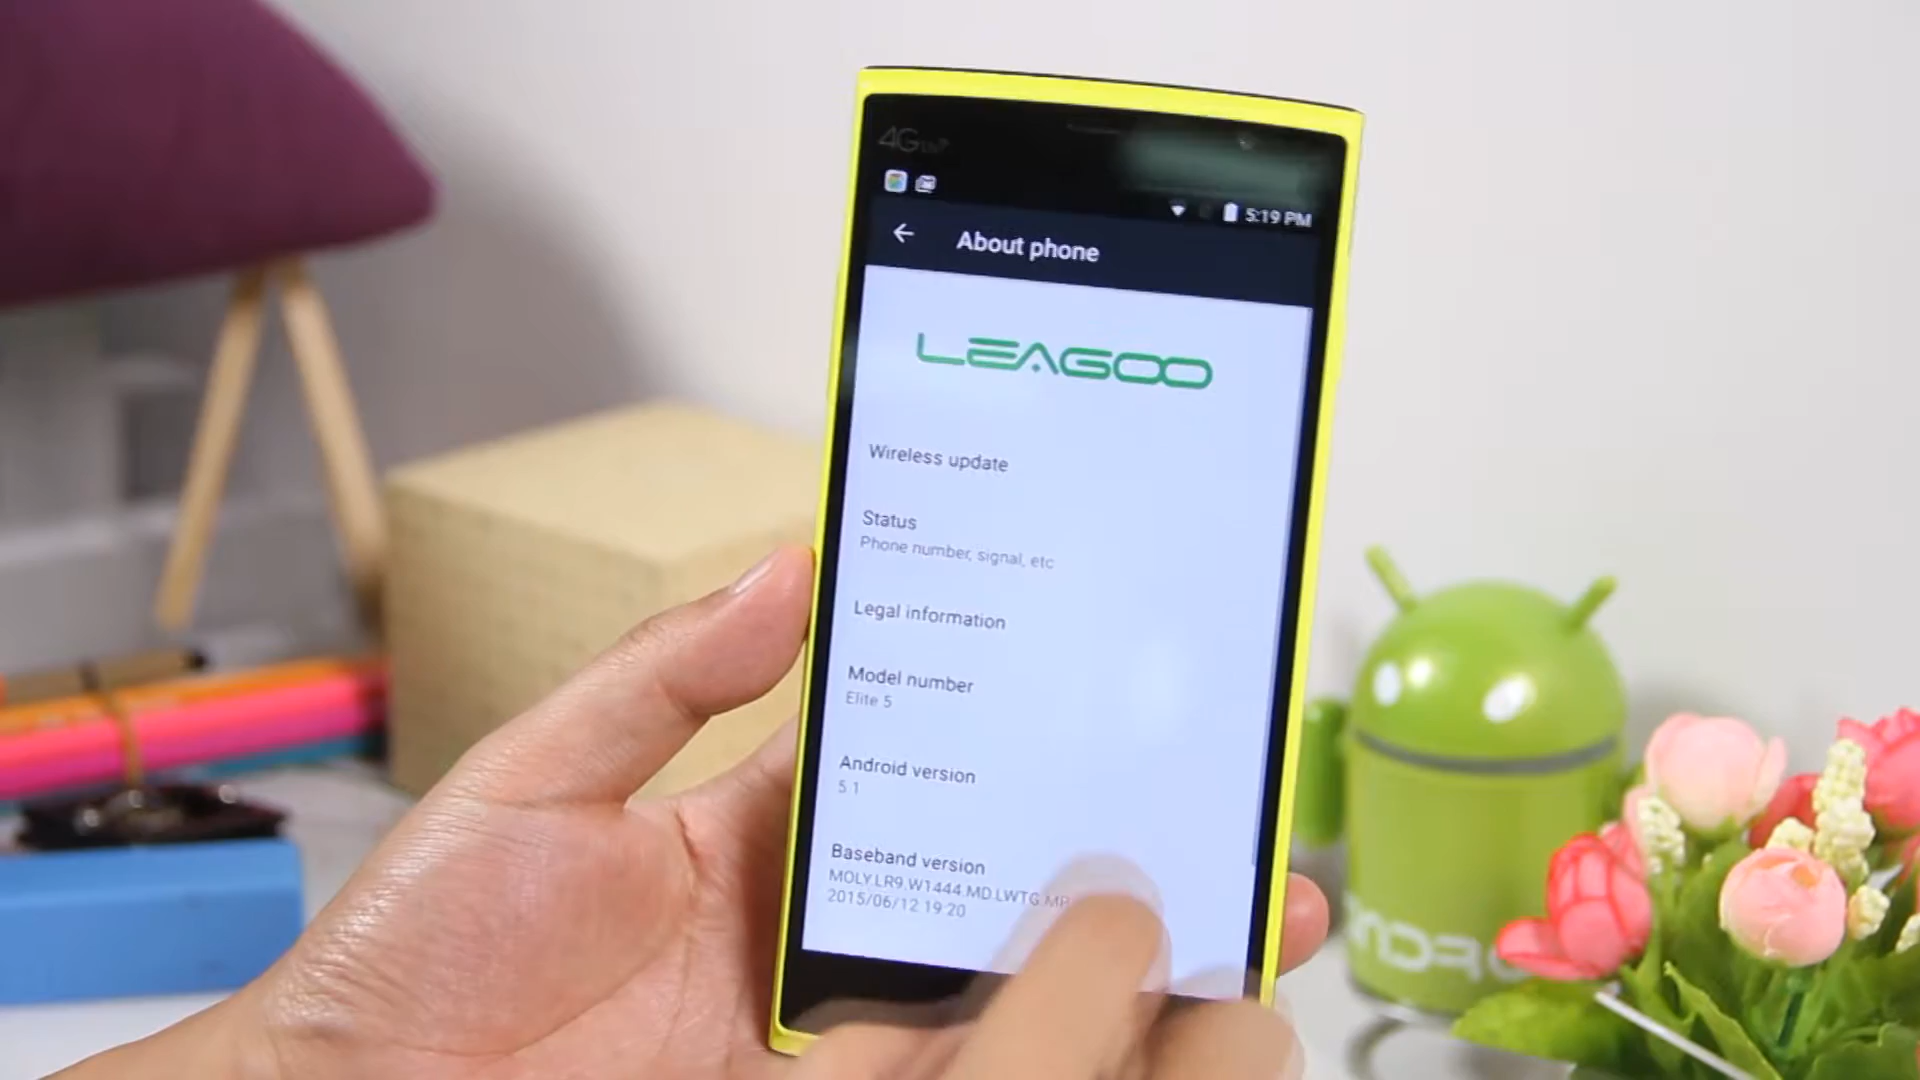 4G
5:19 PM
About phone
LEAGOO
Wireless update
Status
Phone number, signal, etc
Legal information
Model number
Elite 5
Android version
5.1
Baseband version
MOLY.LR9.W1444.MD.LWTG.MP
2015/06/12 19:20